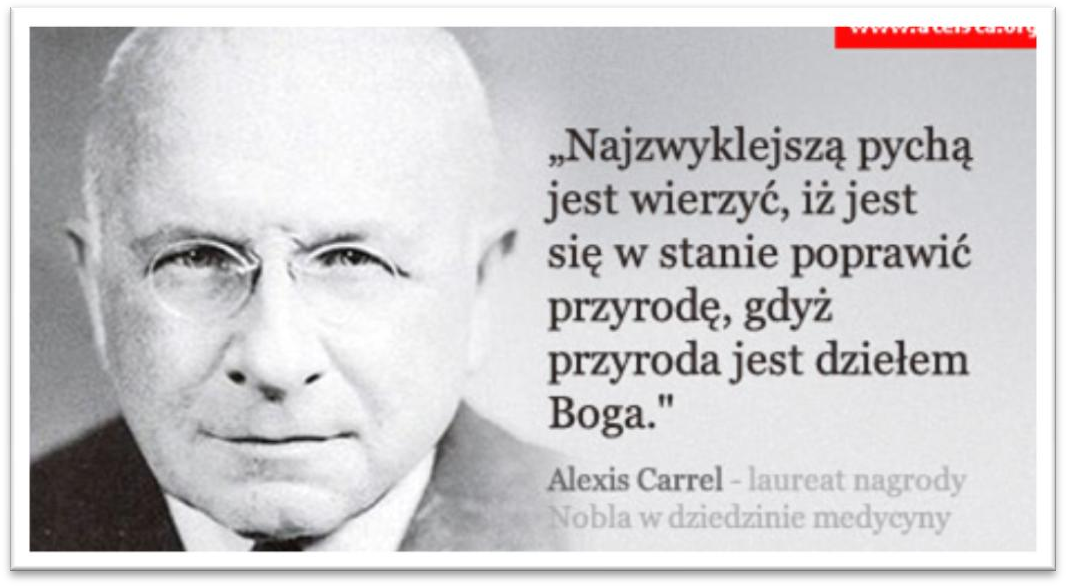 „Najzwyklejszą pychą
jest wierzyć, iż jest
się w stanie poprawić
przyrodę, gdyż
przyroda jest dziełem
Boga."
Alexis Carrel - laureat nagrody
Nobla w dziedzinie medycyny